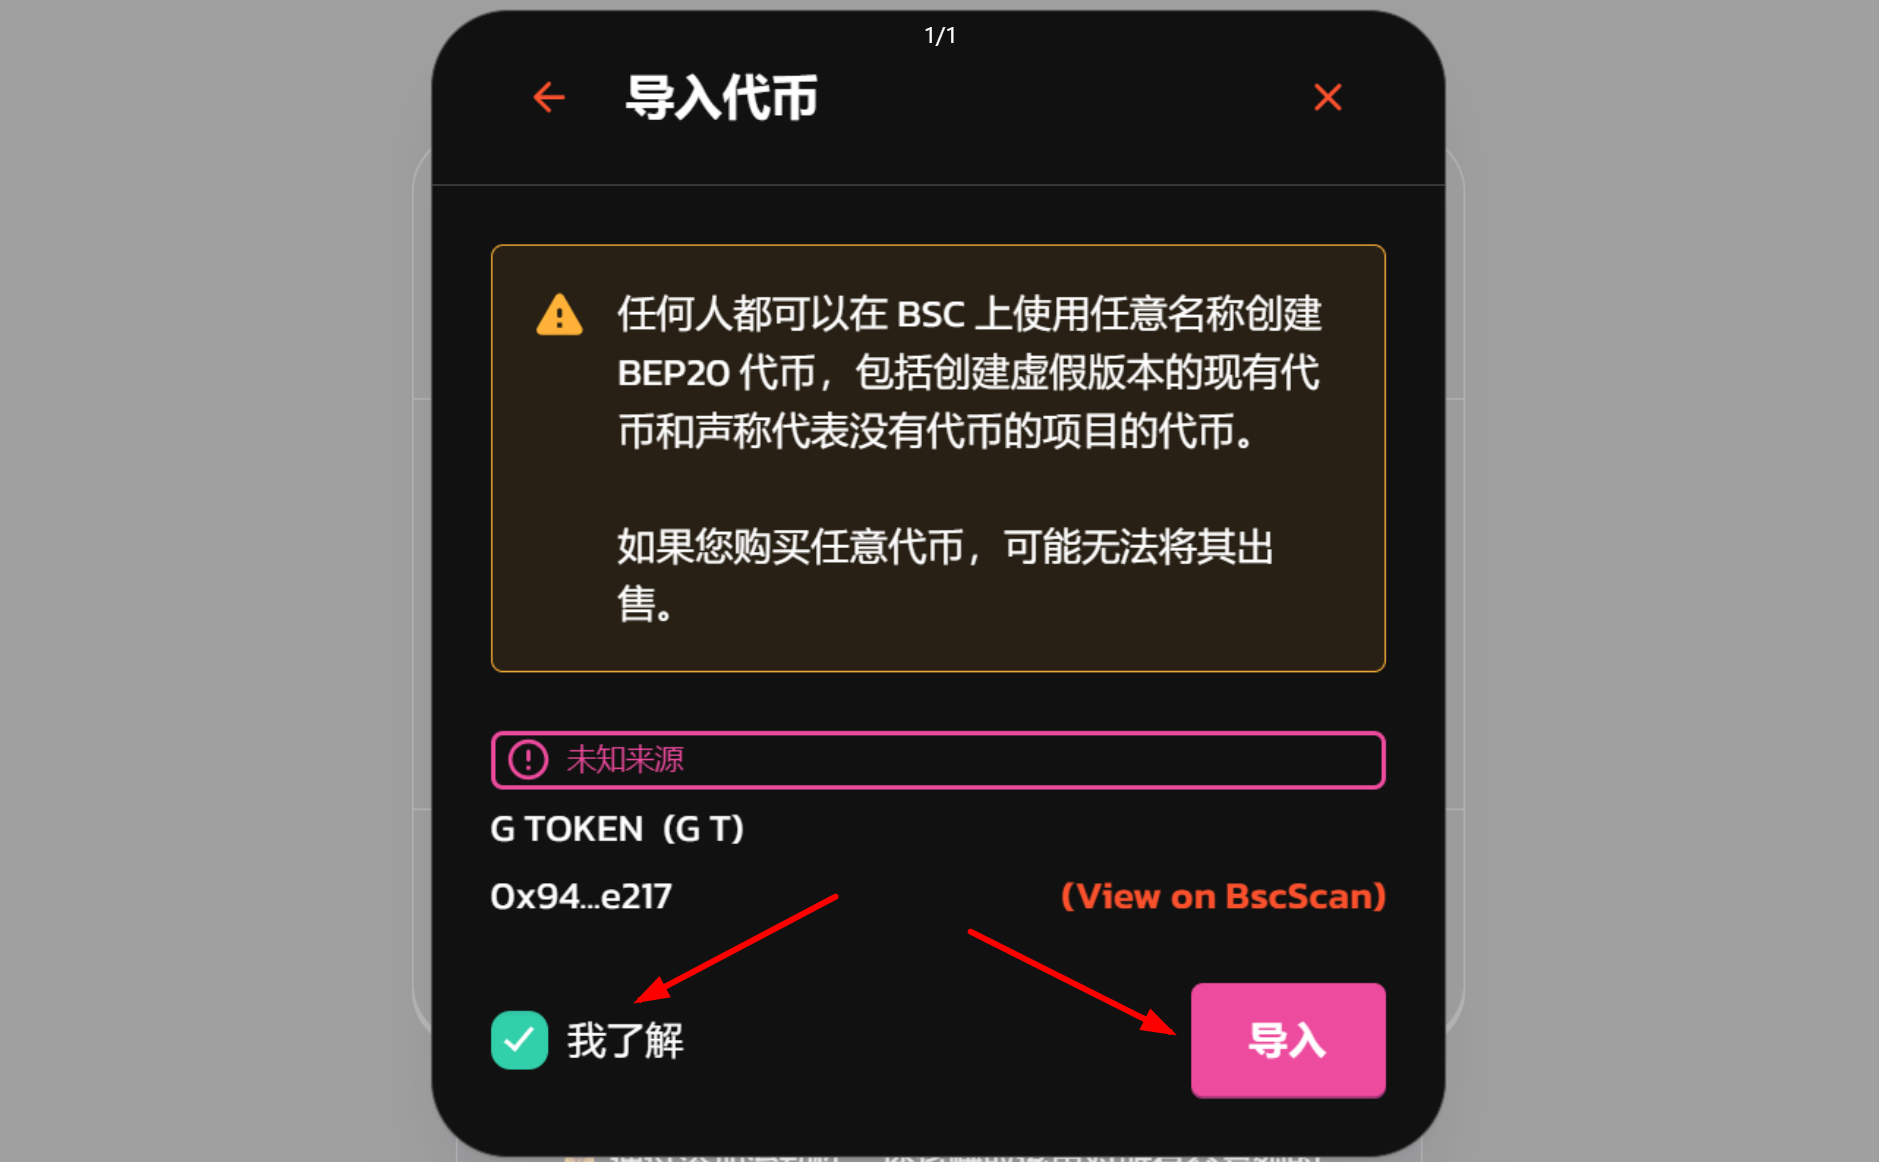 1/1
导入代币
任何人都可以在 BSC 上使用任意名称创建
BEP20 代币，包括创建虚假版本的现有代
币和声称代表没有代币的项目的代币。
如果您购买任意代币，可能无法将其出
售。
未知来源
G TOKEN (G T)
0x94...e217
(View on BscScan)
我了解
导入